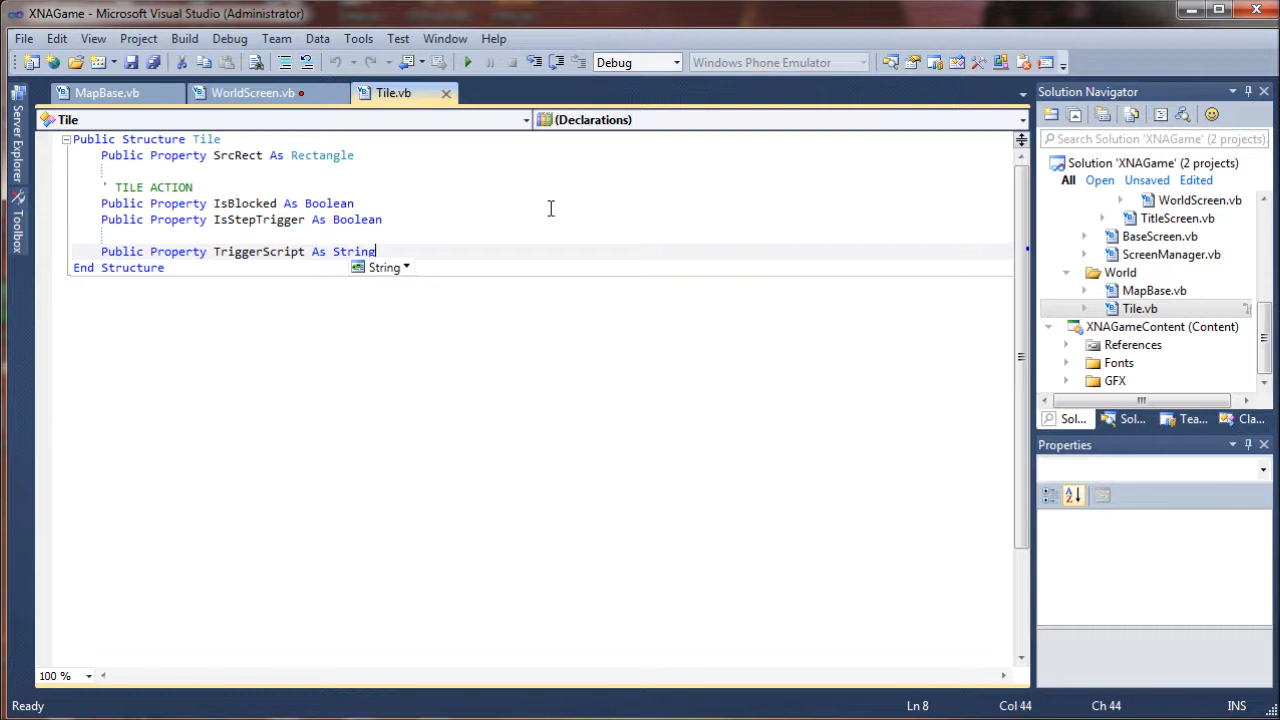 XNAGame - Microsoft Visual Studio (Administrator)
File Edit View Project Build Debug Team Data Tools Test Window Help
Debug Windows Phone Emulator
MapBase.vb WorldScreen.vb Tile.vb
Tile (Declarations)
Public Structure Tile
Public Property SrcRect As Rectangle
' TILE ACTION
Public Property IsBlocked As Boolean
Public Property IsStepTrigger As Boolean
Public Property TriggerScript As String
End Structure
String
100 %
Server Explorer
Toolbox
Solution Navigator
Search Solution 'XNAGame' (2 projects)
Solution 'XNAGame' (2 projects)
All Open Unsaved Edited
WorldScreen.vb
TitleScreen.vb
BaseScreen.vb
ScreenManager.vb
World
MapBase.vb
Tile.vb
XNAGameContent (Content)
References
Fonts
GFX
Sol... Sol... Tea... Cla...
Properties
Ready Ln 8 Col 44 Ch 44 INS